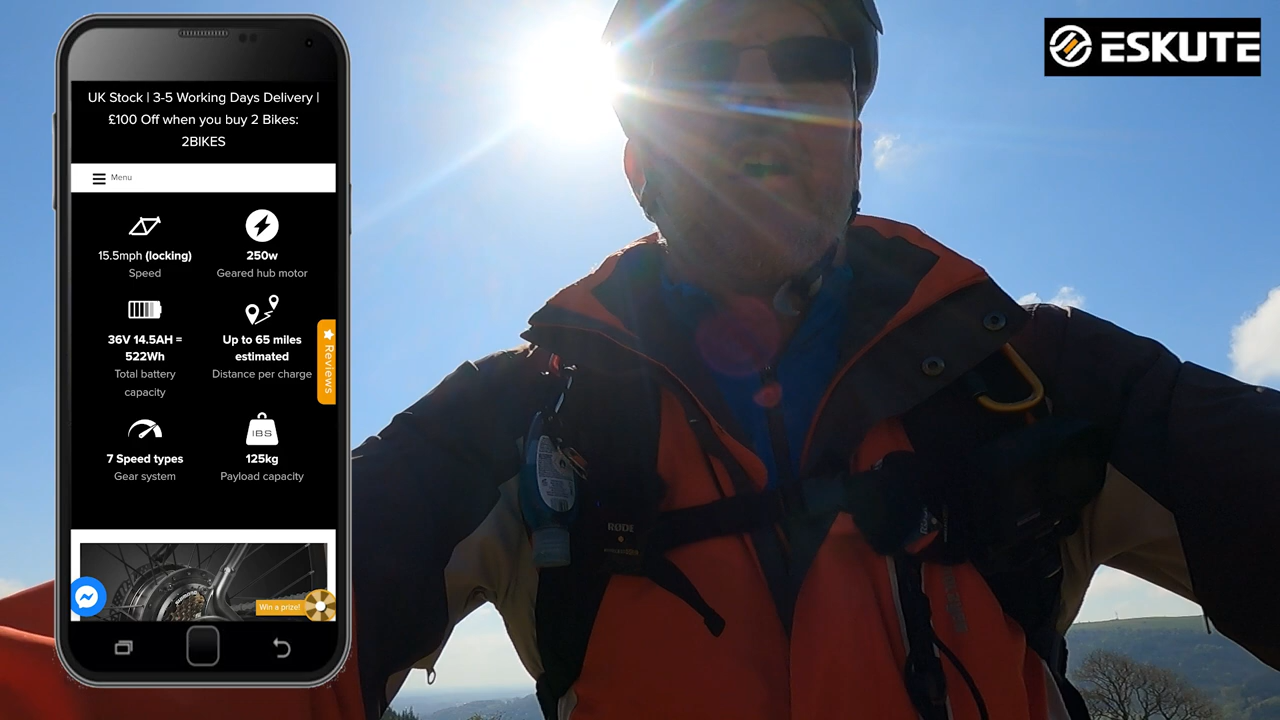 UK Stock | 3-5 Working Days Delivery |
£100 Off when you buy 2 Bikes:
2BIKES
Menu
15.5mph (locking)
Speed
250w
Geared hub motor
36V 14.5AH =
522Wh
Total battery
capacity
Up to 65 miles
estimated
Distance per charge
Reviews
7 Speed types
Gear system
IBS
125kg
Payload capacity
Win a prize!
ESKUTE
RØDE